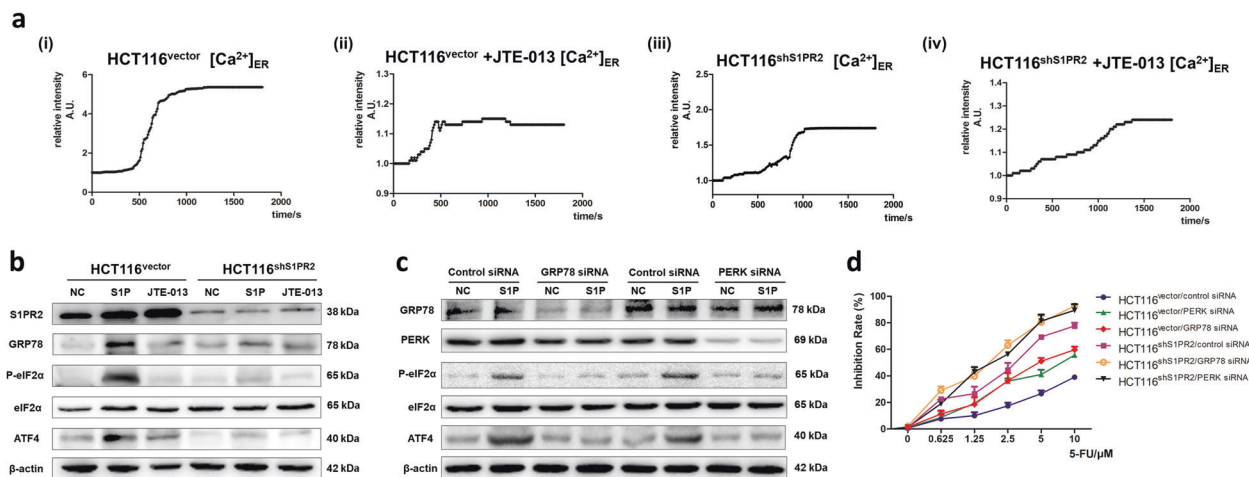 a
(i)
HCT116vector [Ca2+]ER
relative intensity
A.U.
6
4
2
0
0 500 1000 1500 2000
time/s
(ii)
HCT116vector +JTE-013 [Ca2+]ER
relative intensity
A.U.
1.3
1.2
1.1
1.0
0.9
0 500 1000 1500 2000
time/s
(iii)
HCT116shS1PR2 [Ca2+]ER
relative intensity
A.U.
2.5
2.0
1.5
1.0
0 500 1000 1500 2000
time/s
(iv)
HCT116shS1PR2 +JTE-013 [Ca2+]ER
relative intensity
A.U.
1.4
1.3
1.2
1.1
1.0
0.9
0 500 1000 1500 2000
time/s
b
HCT116vector HCT116shS1PR2
NC S1P JTE-013 NC S1P JTE-013
S1PR2 38 kDa
GRP78 78 kDa
P-eIF2α 65 kDa
eIF2α 65 kDa
ATF4 40 kDa
β-actin 42 kDa
c
Control siRNA GRP78 siRNA Control siRNA PERK siRNA
NC S1P NC S1P NC S1P NC S1P
GRP78 78 kDa
PERK 69 kDa
P-eIF2α 65 kDa
eIF2α 65 kDa
ATF4 40 kDa
β-actin 42 kDa
d
Inhibition Rate (%)
100
80
60
40
20
0
0 0.625 1.25 2.5 5 10
5-FU/μM
HCT116vector/control siRNA
HCT116vector/PERK siRNA
HCT116vector/GRP78 siRNA
HCT116shS1PR2/control siRNA
HCT116shS1PR2/GRP78 siRNA
HCT116shS1PR2/PERK siRNA